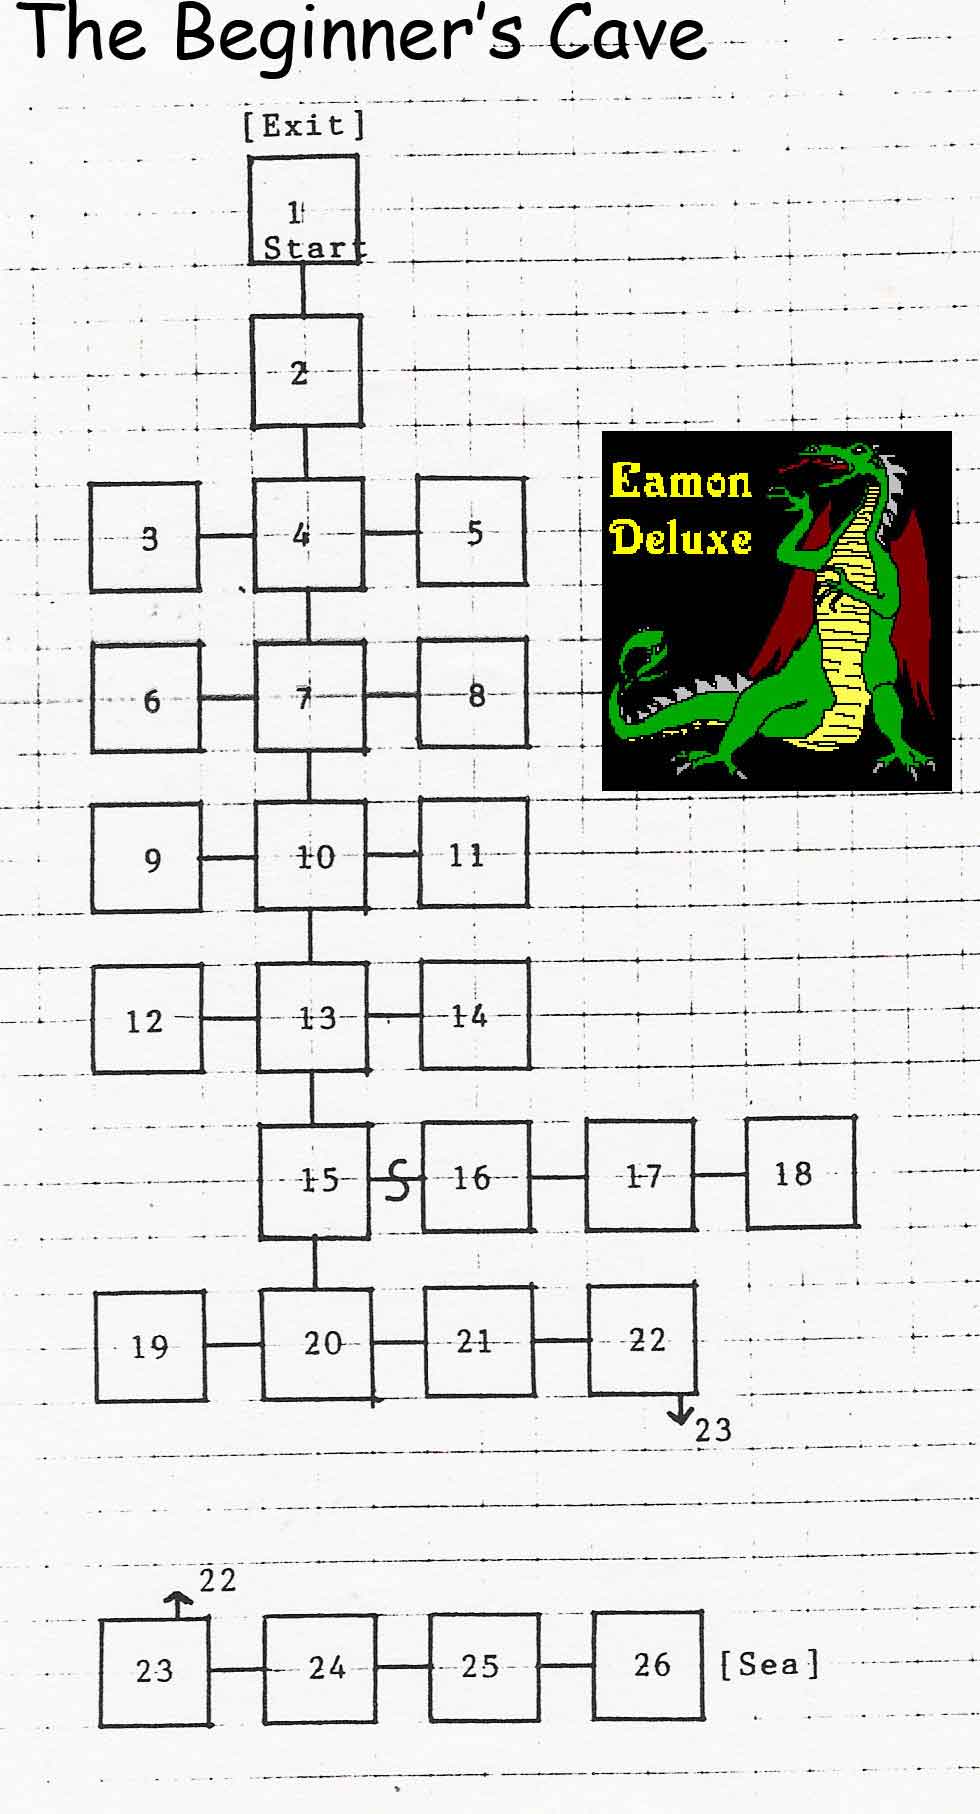 The Beginner's Cave
[Exit]
1
Start
2
3 4 5
Eamon
Deluxe
6 7 8
9 10 11
12 13 14
15 S 16 17 18
19 20 21 22
23
22
23 24 25 26 [Sea]